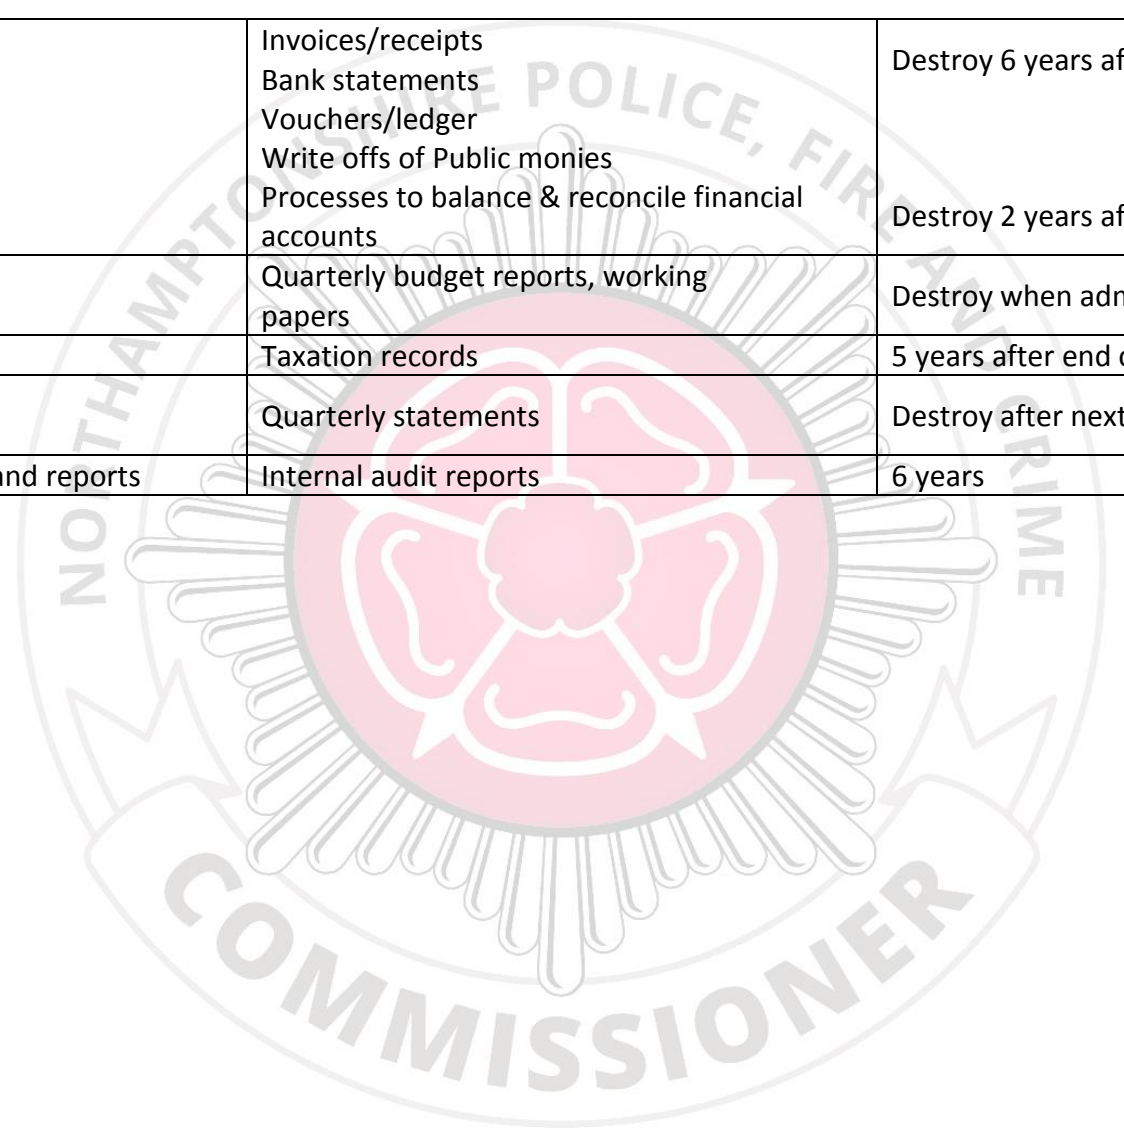 Invoices/receipts
Bank statements
Vouchers/ledger
Write offs of Public monies
Processes to balance & reconcile financial
accounts
Destroy 6 years af
Destroy 2 years af
Quarterly budget reports, working
papers
Destroy when
Taxation records
5 years after end
Quarterly statements
Destroy after next
and reports
Internal audit reports
6 years
NORTHAMPTONSHIRE POLICE, FIRE AND CRIME
COMMISSIONER